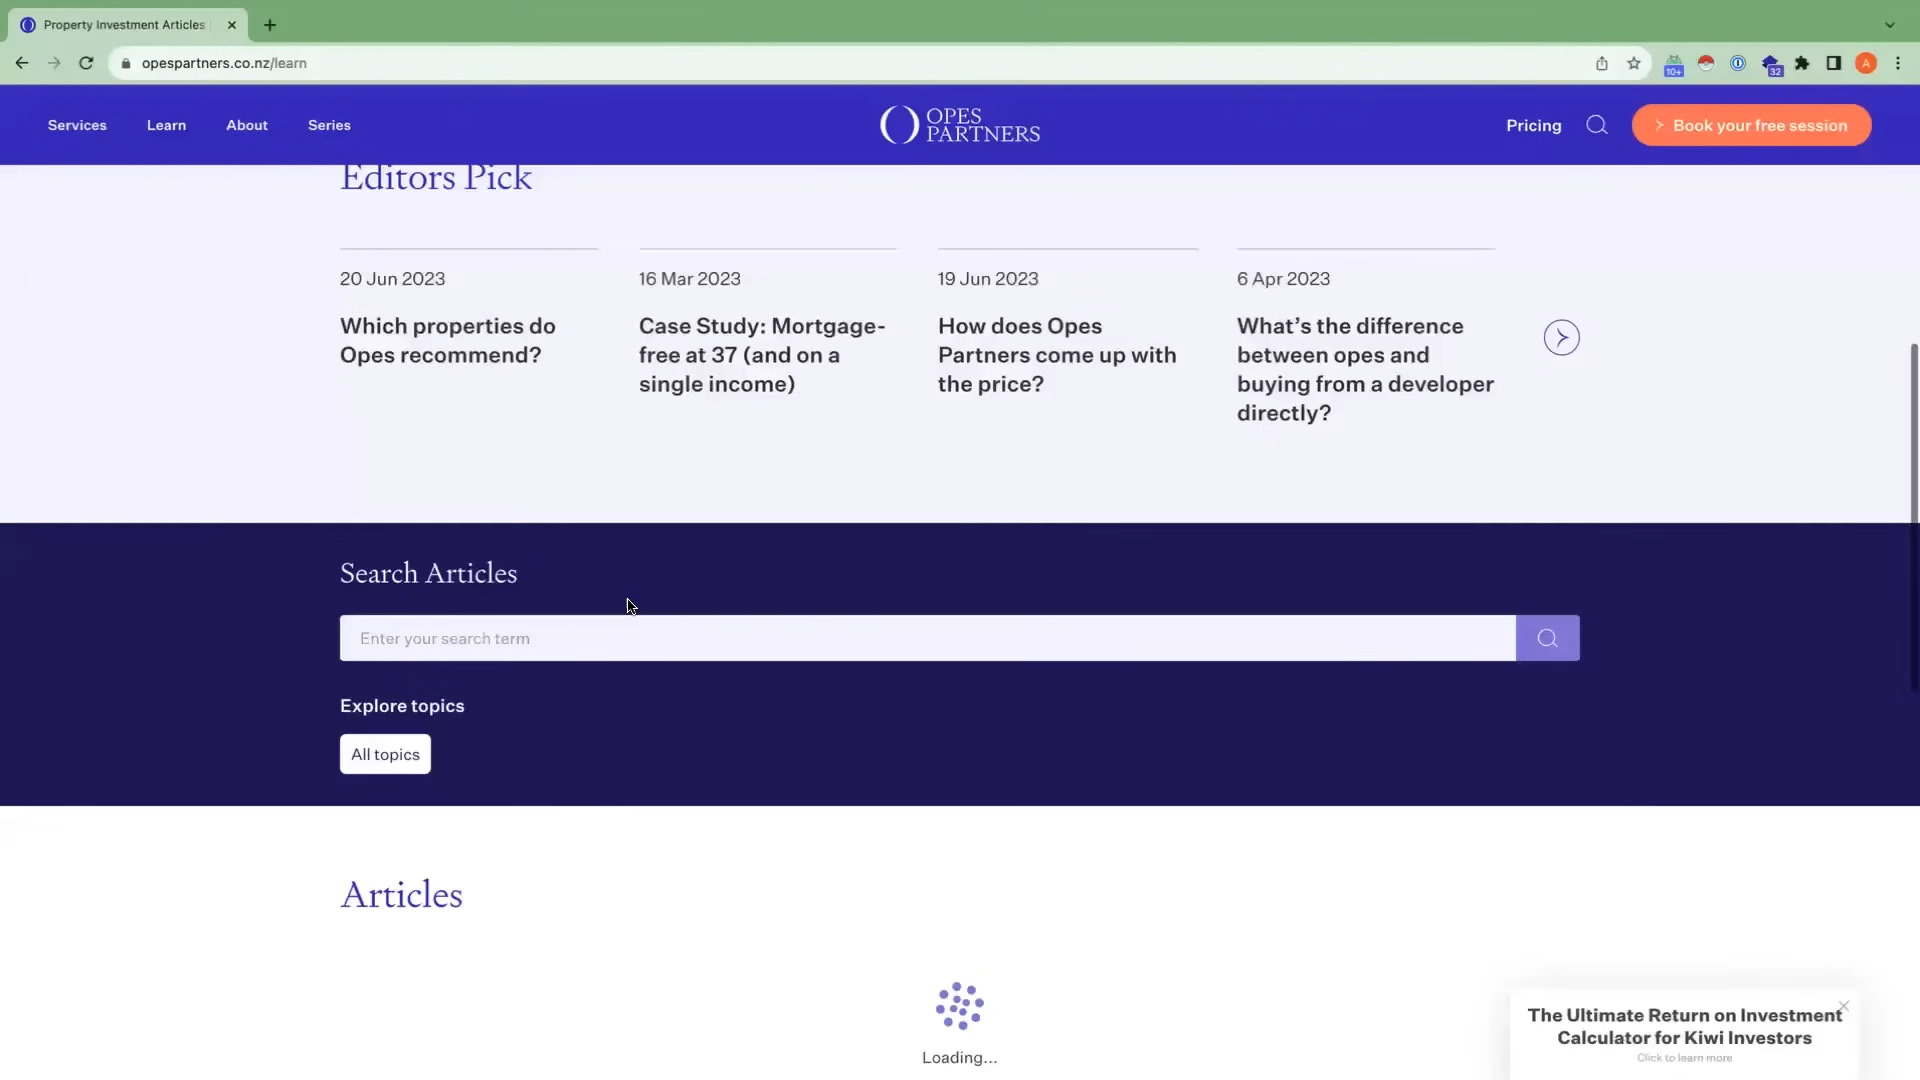 Property Investment Articles
opespartners.co.nz/learn
10+
32
A
Services
Learn
About
Series
OPES
PARTNERS
Pricing
Book your free session
Editors Pick
20 Jun 2023
Which properties do
Opes recommend?
16 Mar 2023
Case Study: Mortgage-
free at 37 (and on a
single income)
19 Jun 2023
How does Opes
Partners come up with
the price?
6 Apr 2023
What’s the difference
between opes and
buying from a developer
directly?
Search Articles
Enter your search term
Explore topics
All topics
Articles
Loading...
The Ultimate Return on Investment
Calculator for Kiwi Investors
Click to learn more